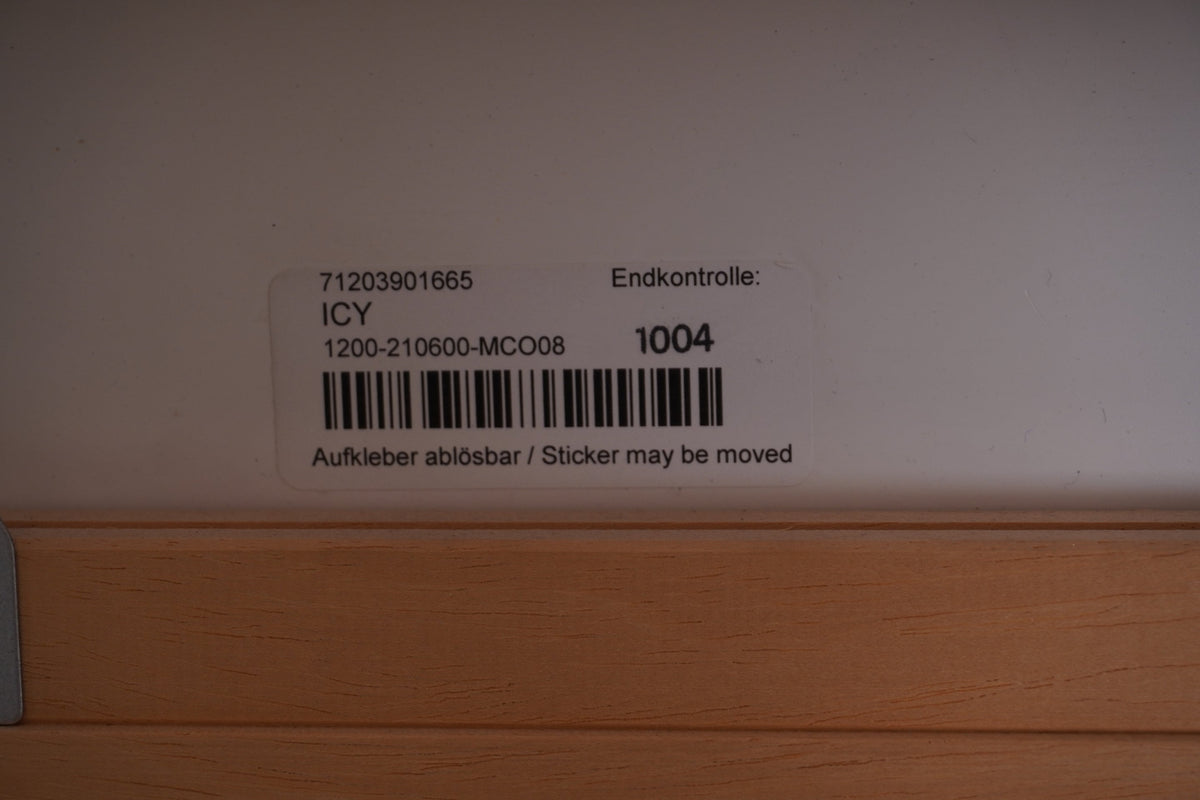 71203901665
Endkontrolle:
ICY
1200-210600-MCO08
1004
Aufkleber ablösbar / Sticker may be moved